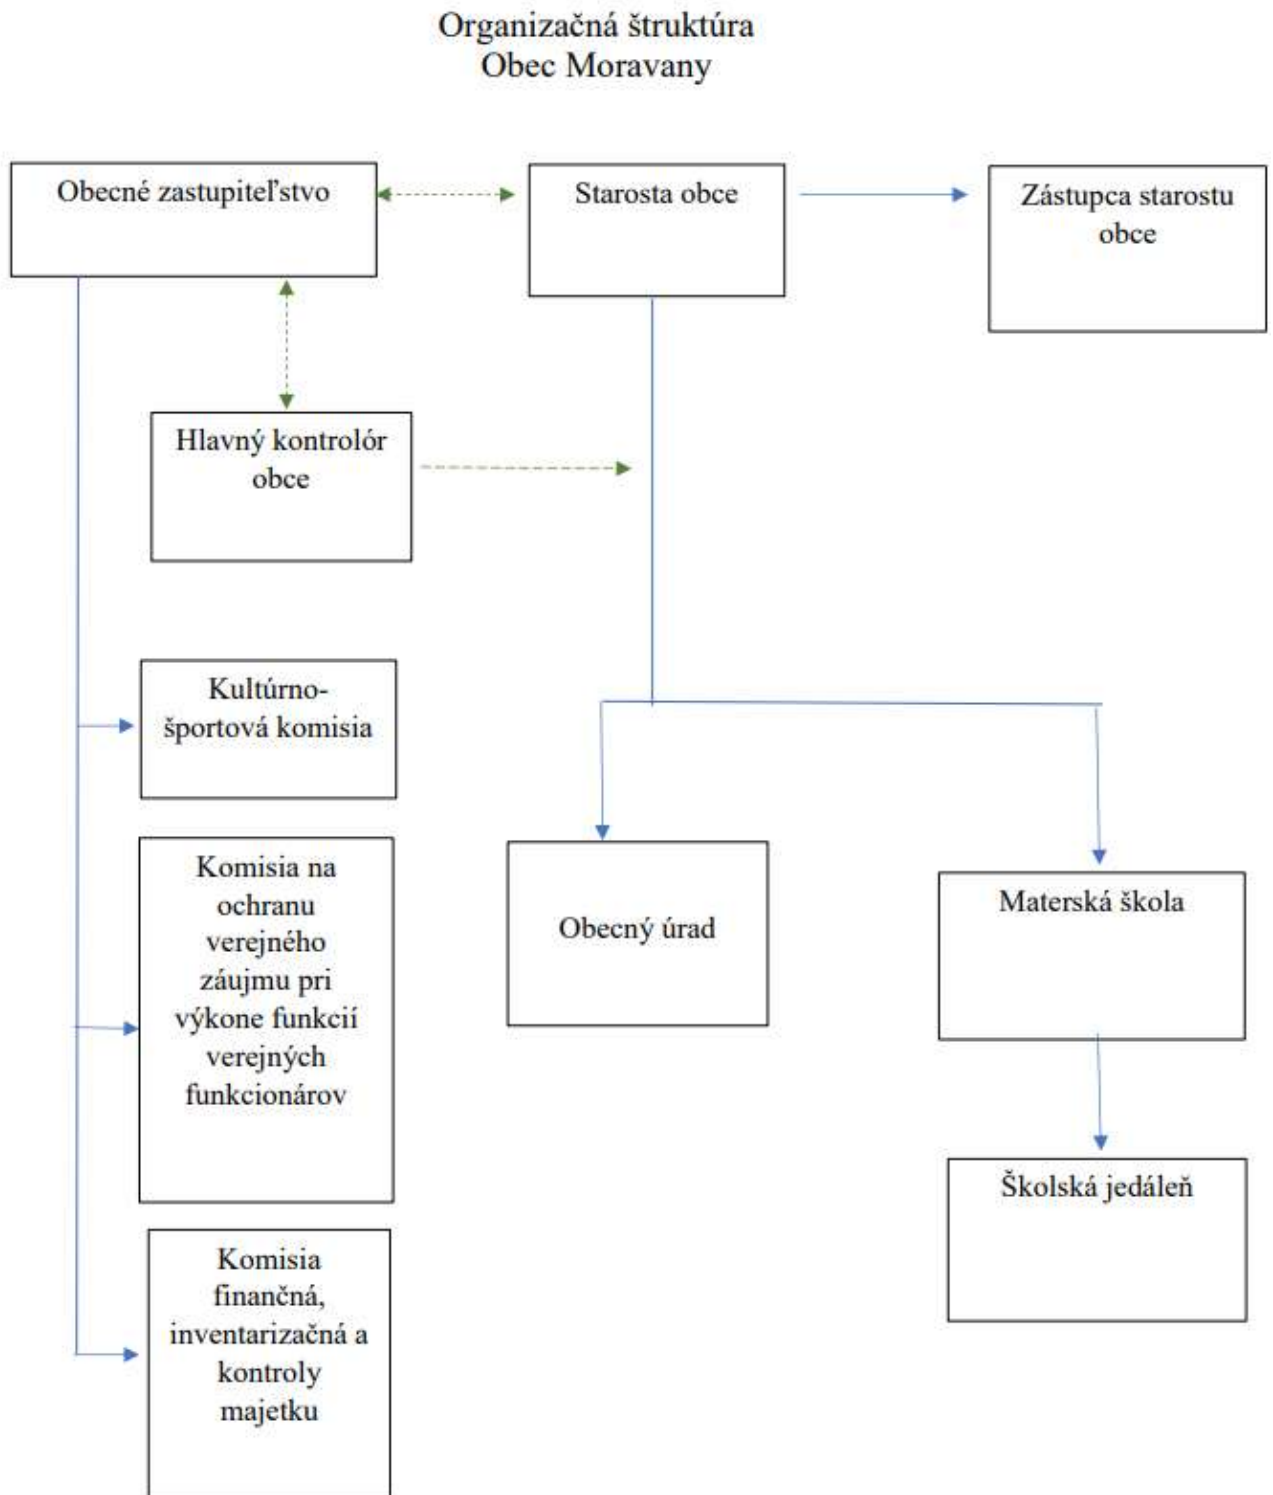 Organizačná štruktúra
Obec Moravany
Obecné zastupiteľstvo
Starosta obce
Zástupca starostu
obce
Hlavný kontrolór
obce
Kultúrno-
športová komisia
Komisia na
ochranu
verejného
záujmu pri
výkone funkcií
verejných
funkcionárov
Obecný úrad
Materská škola
Školská jedáleň
Komisia
finančná,
inventarizačná a
kontroly
majetku